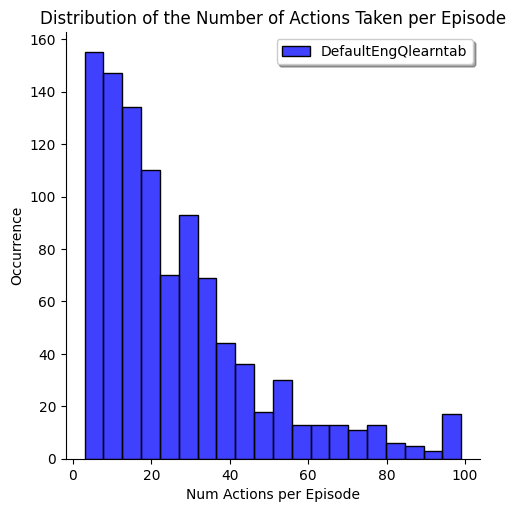 Distribution of the Number of Actions Taken per Episode
DefaultEngQlearntab
160
140
120
100
80
60
40
20
0
Occurrence
0 20 40 60 80 100
Num Actions per Episode